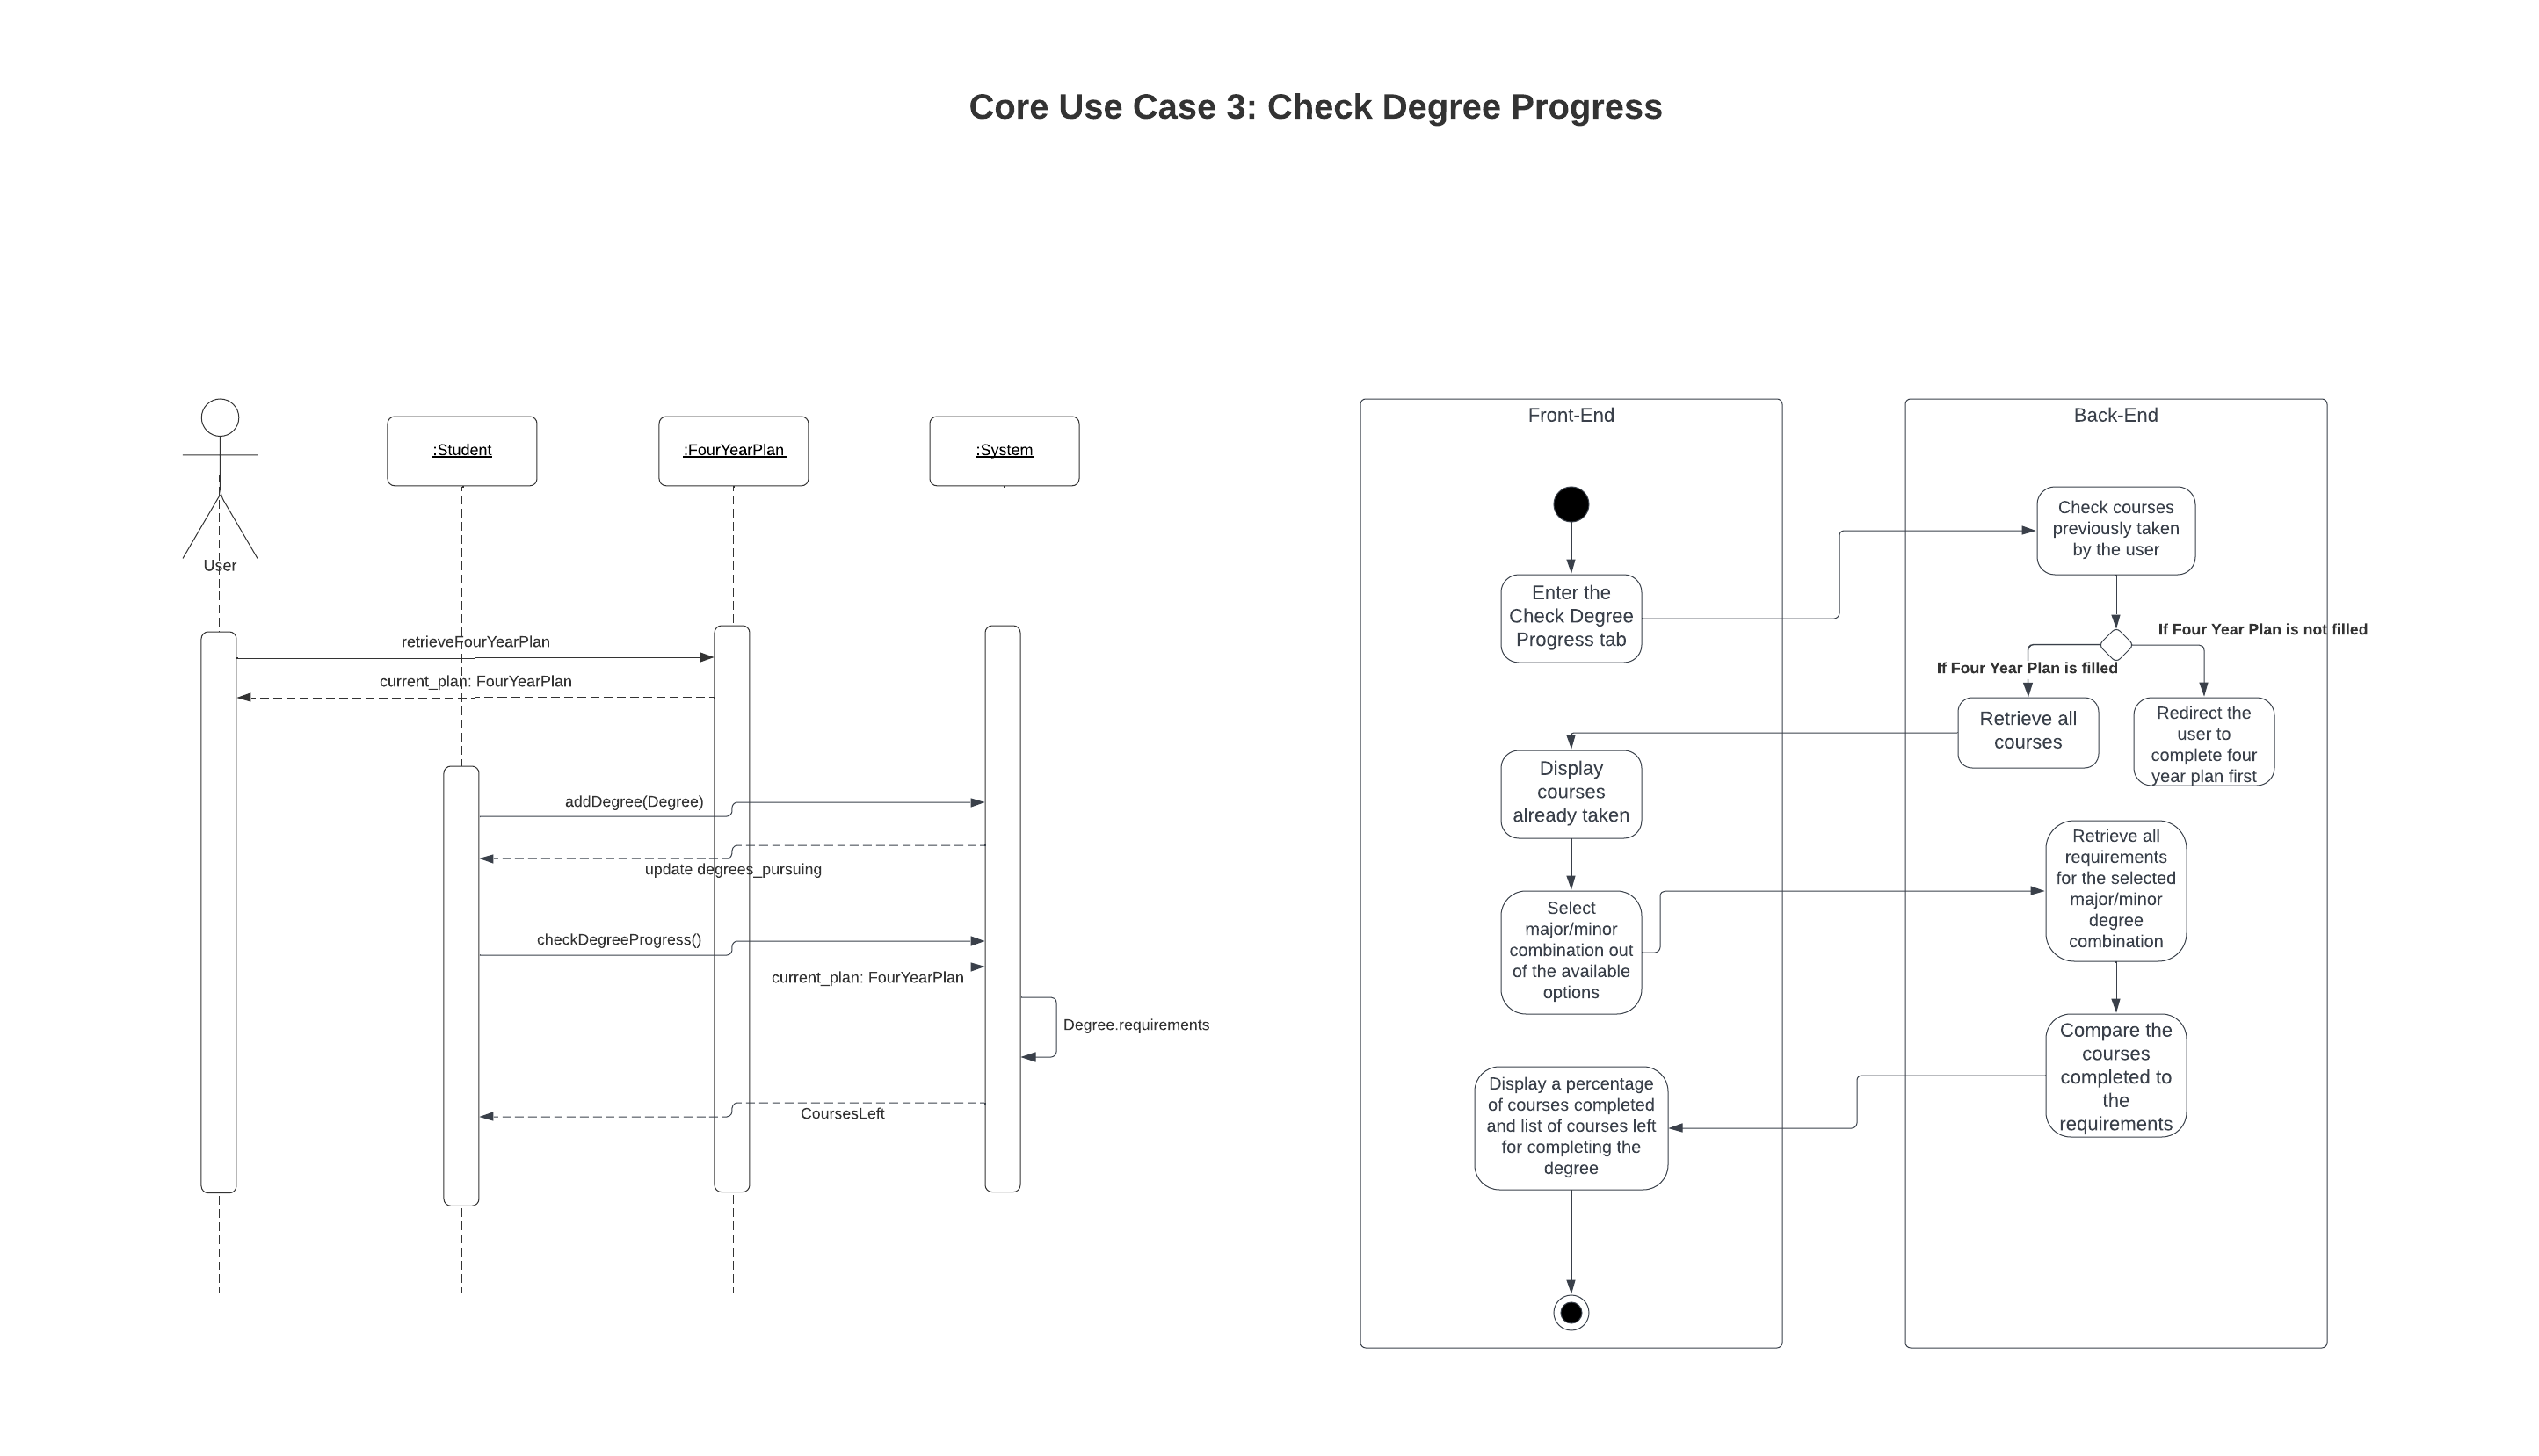 Core Use Case 3: Check Degree Progress
User
:Student
:FourYearPlan
:System
retrieveFourYearPlan
current_plan: FourYearPlan
addDegree(Degree)
update degrees_pursuing
checkDegreeProgress()
current_plan: FourYearPlan
Degree.requirements
CoursesLeft
Front-End
Enter the
Check Degree
Progress tab
Display
courses
already taken
Select
major/minor
combination out
of the available
options
Display a percentage
of courses completed
and list of courses left
for completing the
degree
Back-End
Check courses
previously taken
by the user
If Four Year Plan is not filled
If Four Year Plan is filled
Retrieve all
courses
Redirect the
user to
complete four
year plan first
Retrieve all
requirements
for the selected
major/minor
degree
combination
Compare the
courses
completed to
the
requirements